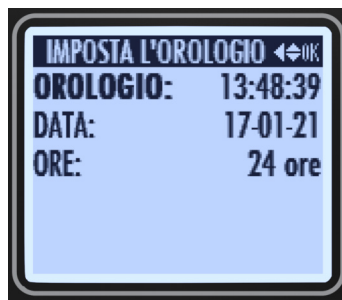 IMPOSTA L'OROLOGIO OK
OROLOGIO: 13:48:39
DATA: 17-01-21
ORE: 24 ore